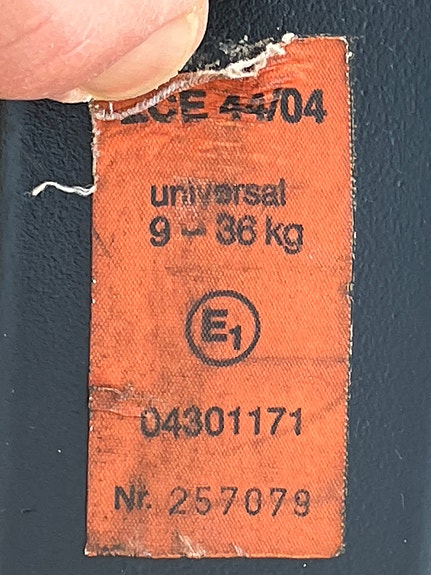 ECE 44/04
universal
9 – 36 kg
E1
04301171
Nr. 257079